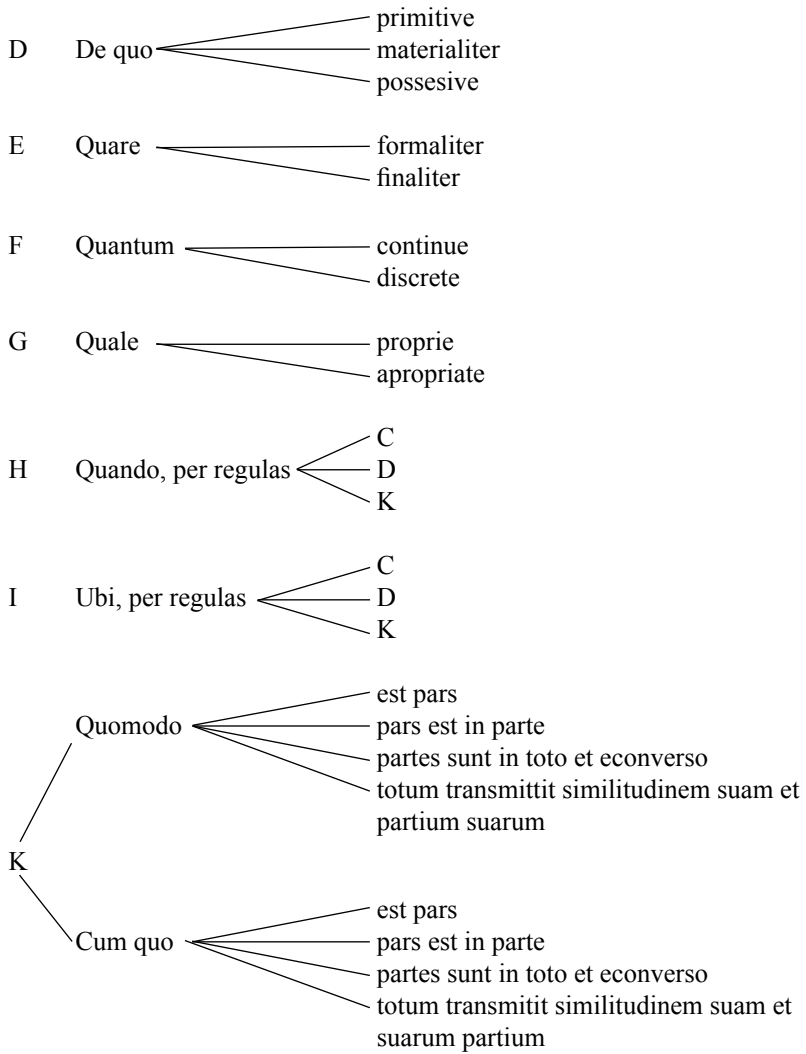 primitive
D De quo materialiter
possesive
E Quare formaliter
finaliter
F Quantum continue
discrete
G Quale proprie
apropriate
C
H Quando, per regulas D
K
C
I Ubi, per regulas D
K
est pars
Quomodo pars est in parte
partes sunt in toto et econverso
totum transmittit similitudinem suam et
partium suarum
K
est pars
Cum quo pars est in parte
partes sunt in toto et econverso
totum transmitit similitudinem suam et
suarum partium